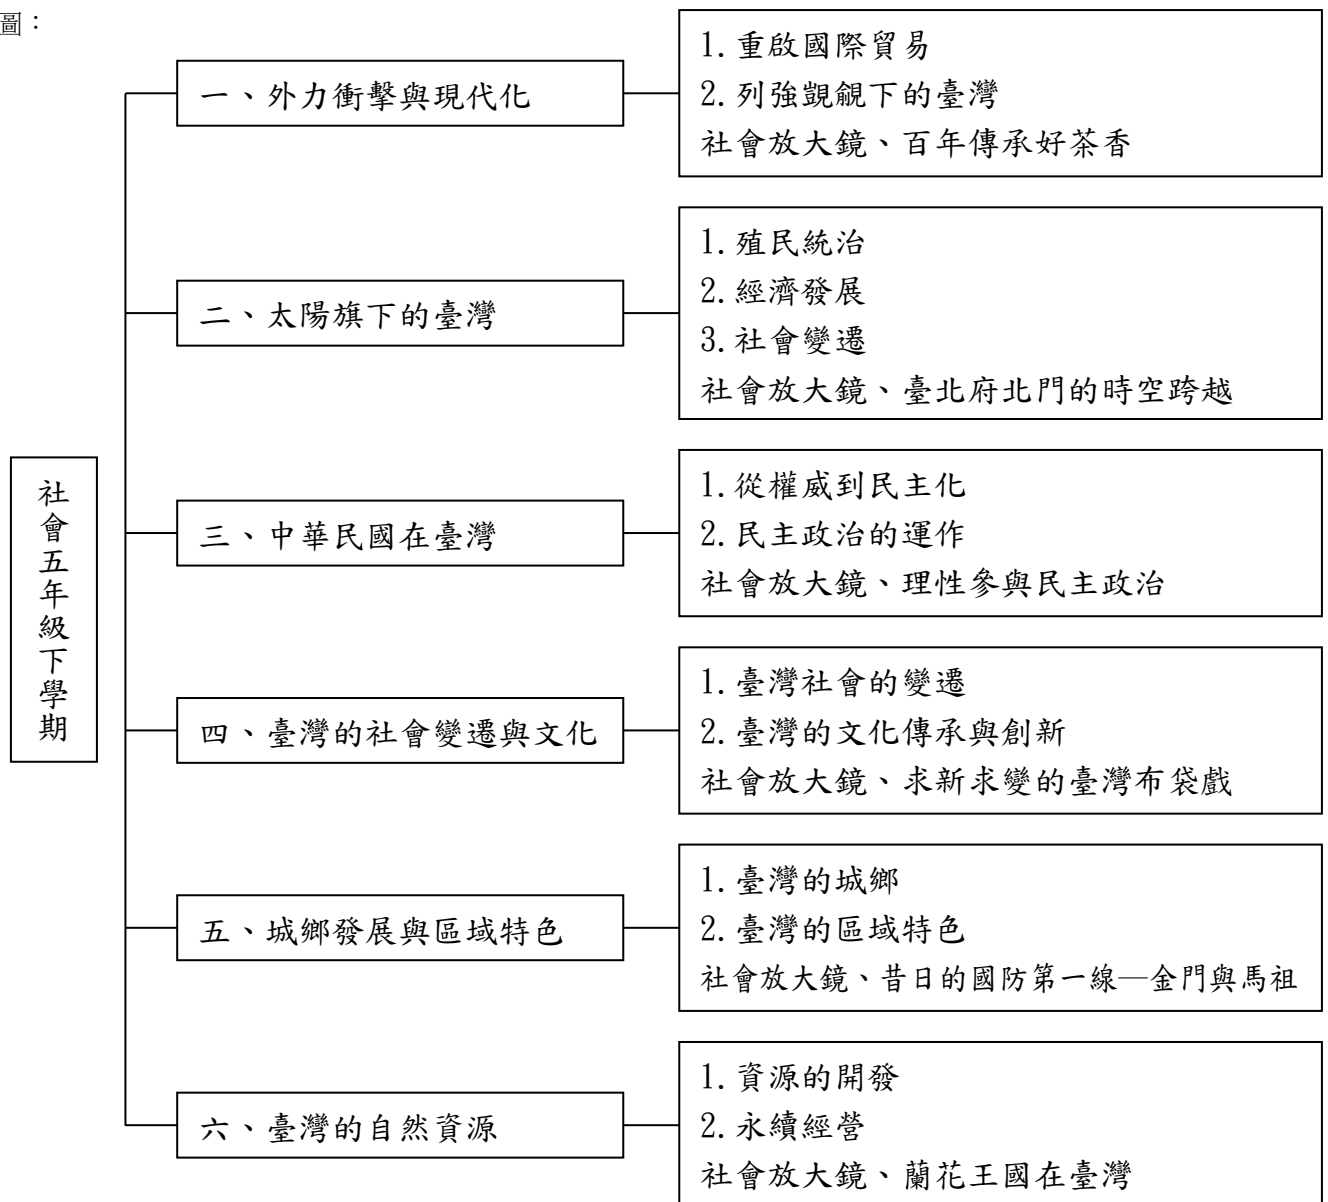 圖：
社會五年級下學期
一、外力衝擊與現代化
1.重啟國際貿易
2.列強覬覦下的臺灣
社會放大鏡、百年傳承好茶香
二、太陽旗下的臺灣
1.殖民統治
2.經濟發展
3.社會變遷
社會放大鏡、臺北府北門的時空跨越
三、中華民國在臺灣
1.從權威到民主化
2.民主政治的運作
社會放大鏡、理性參與民主政治
四、臺灣的社會變遷與文化
1.臺灣社會的變遷
2.臺灣的文化傳承與創新
社會放大鏡、求新求變的臺灣布袋戲
五、城鄉發展與區域特色
1.臺灣的城鄉
2.臺灣的區域特色
社會放大鏡、昔日的國防第一線—金門與馬祖
六、臺灣的自然資源
1.資源的開發
2.永續經營
社會放大鏡、蘭花王國在臺灣